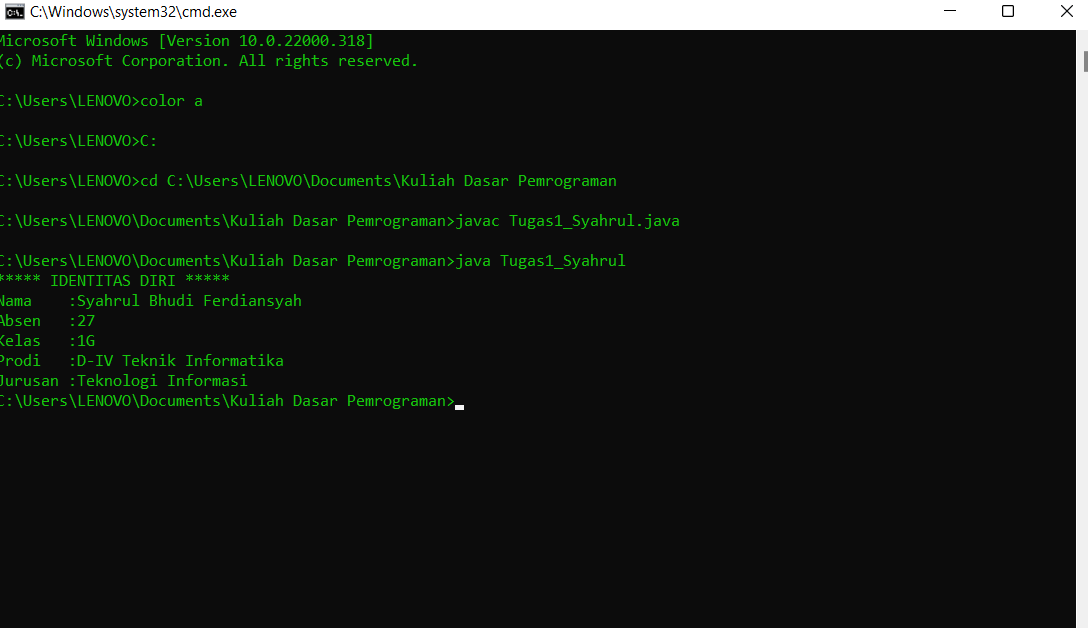 C:\Windows\system32\cmd.exe
Microsoft Windows [Version 10.0.22000.318]
(c) Microsoft Corporation. All rights reserved.
C:\Users\LENOVO>color a
C:\Users\LENOVO>C:
C:\Users\LENOVO>cd C:\Users\LENOVO\Documents\Kuliah Dasar Pemrograman
C:\Users\LENOVO\Documents\Kuliah Dasar Pemrograman>javac Tugas1_Syahrul.java
C:\Users\LENOVO\Documents\Kuliah Dasar Pemrograman>java Tugas1_Syahrul
***** IDENTITAS DIRI *****
Nama    :Syahrul Bhudi Ferdiansyah
Absen   :27
Kelas   :1G
Prodi   :D-IV Teknik Informatika
Jurusan :Teknologi Informasi
C:\Users\LENOVO\Documents\Kuliah Dasar Pemrograman>